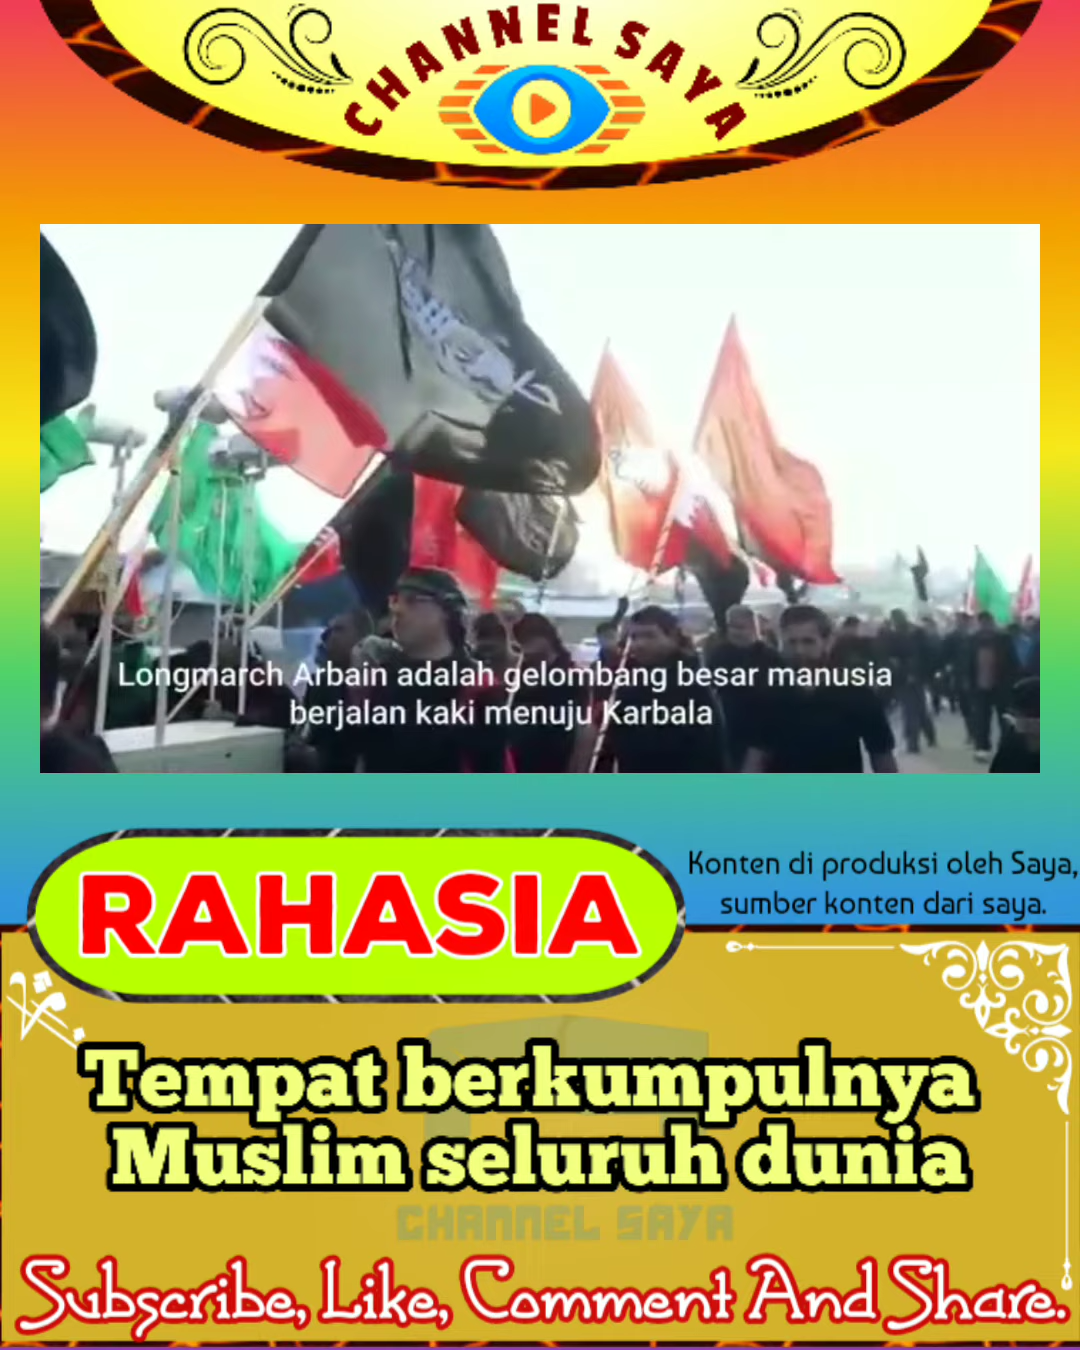 CHANNEL SAYA
Longmarch Arbain adalah gelombang besar manusia
berjalan kaki menuju Karbala
RAHASIA
Konten di produksi oleh Saya,
sumber konten dari saya.
Tempat berkumpulnya
Muslim seluruh dunia
CHANNEL SAYA
Subscribe, Like, Comment And Share.